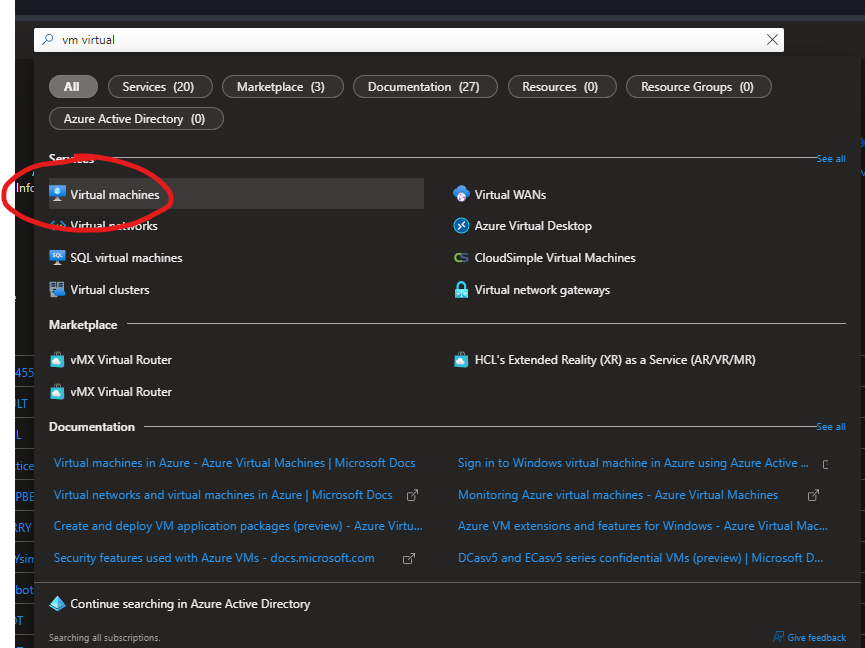 vm virtual
All Services (20) Marketplace (3) Documentation (27) Resources (0) Resource Groups (0)
Azure Active Directory (0)
Services See all
Info
Virtual machines Virtual WANs
Virtual networks Azure Virtual Desktop
SQL virtual machines CloudSimple Virtual Machines
Virtual clusters Virtual network gateways
Marketplace
vMX Virtual Router HCL's Extended Reality (XR) as a Service (AR/VR/MR)
455
vMX Virtual Router
LT
Documentation See all
L
Virtual machines in Azure - Azure Virtual Machines | Microsoft Docs Sign in to Windows virtual machine in Azure using Azure Active ...
tice
Virtual networks and virtual machines in Azure | Microsoft Docs Monitoring Azure virtual machines - Azure Virtual Machines
PBE
Create and deploy VM application packages (preview) - Azure Virtu... Azure VM extensions and features for Windows - Azure Virtual Mac...
RRY
Security features used with Azure VMs - docs.microsoft.com DCasv5 and ECasv5 series confidential VMs (preview) | Microsoft D...
Ysim
bot
Continue searching in Azure Active Directory
OT
Searching all subscriptions. Give feedback